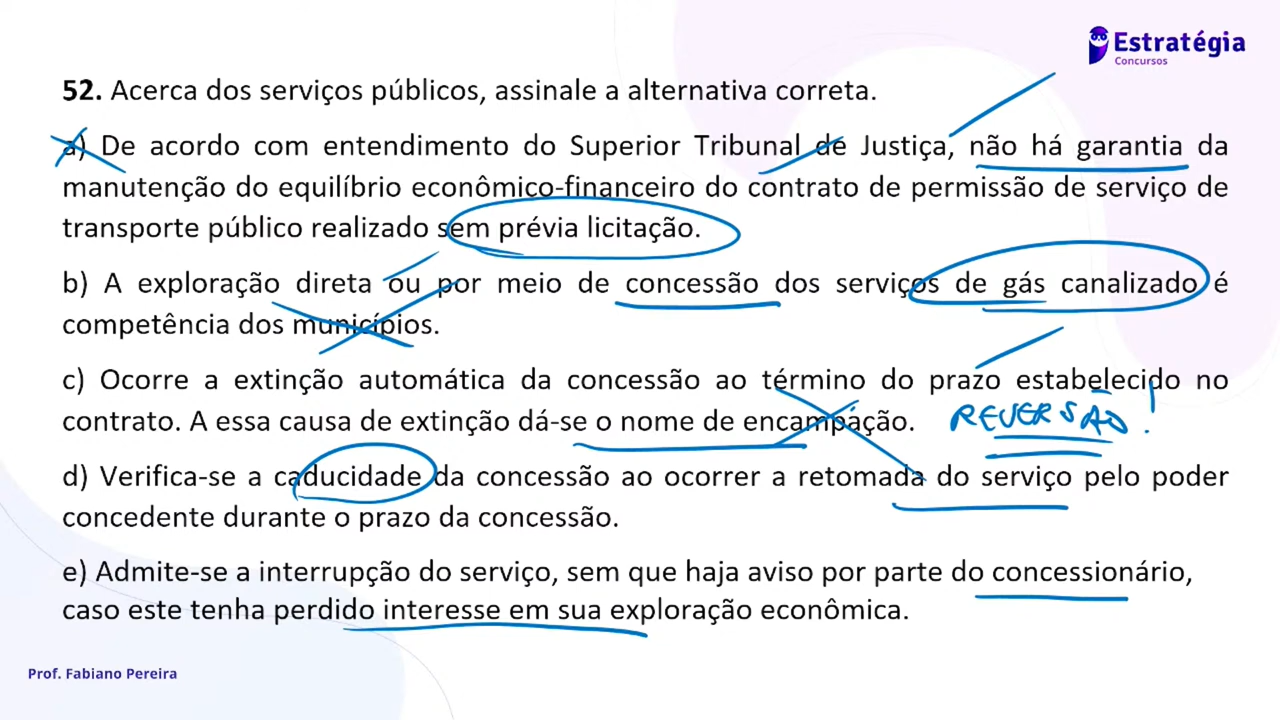 Estratégia
Concursos
52. Acerca dos serviços públicos, assinale a alternativa correta.
a) De acordo com entendimento do Superior Tribunal de Justiça, não há garantia da
manutenção do equilíbrio econômico-financeiro do contrato de permissão de serviço de
transporte público realizado sem prévia licitação.
b) A exploração direta ou por meio de concessão dos serviços de gás canalizado é
competência dos municípios.
c) Ocorre a extinção automática da concessão ao término do prazo estabelecido no
contrato. A essa causa de extinção dá-se o nome de encampação. REVERSÃO!
d) Verifica-se a caducidade da concessão ao ocorrer a retomada do serviço pelo poder
concedente durante o prazo da concessão.
e) Admite-se a interrupção do serviço, sem que haja aviso por parte do concessionário,
caso este tenha perdido interesse em sua exploração econômica.
Prof. Fabiano Pereira